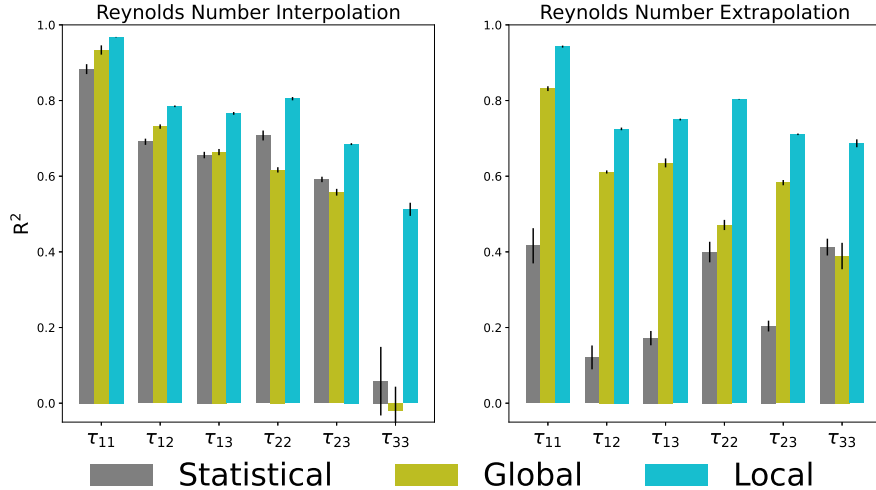 Reynolds Number Interpolation
Reynolds Number Extrapolation
R²
1.0
0.8
0.6
0.4
0.2
0.0
τ₁₁ τ₁₂ τ₁₃ τ₂₂ τ₂₃ τ₃₃
1.0
0.8
0.6
0.4
0.2
0.0
τ₁₁ τ₁₂ τ₁₃ τ₂₂ τ₂₃ τ₃₃
Statistical Global Local